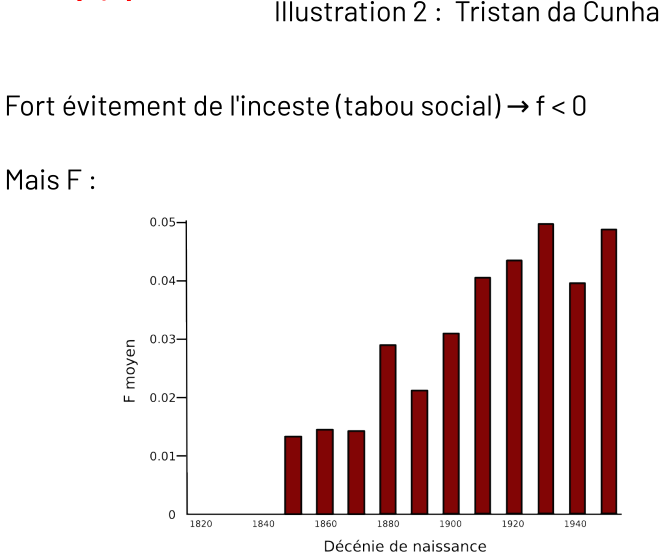 Illustration 2 : Tristan da Cunha
Fort évitement de l'inceste (tabou social) → f < 0
Mais F :
0.05
0.04
0.03
0.02
0.01
0
F moyen
1820 1840 1860 1880 1900 1920 1940
Décénie de naissance